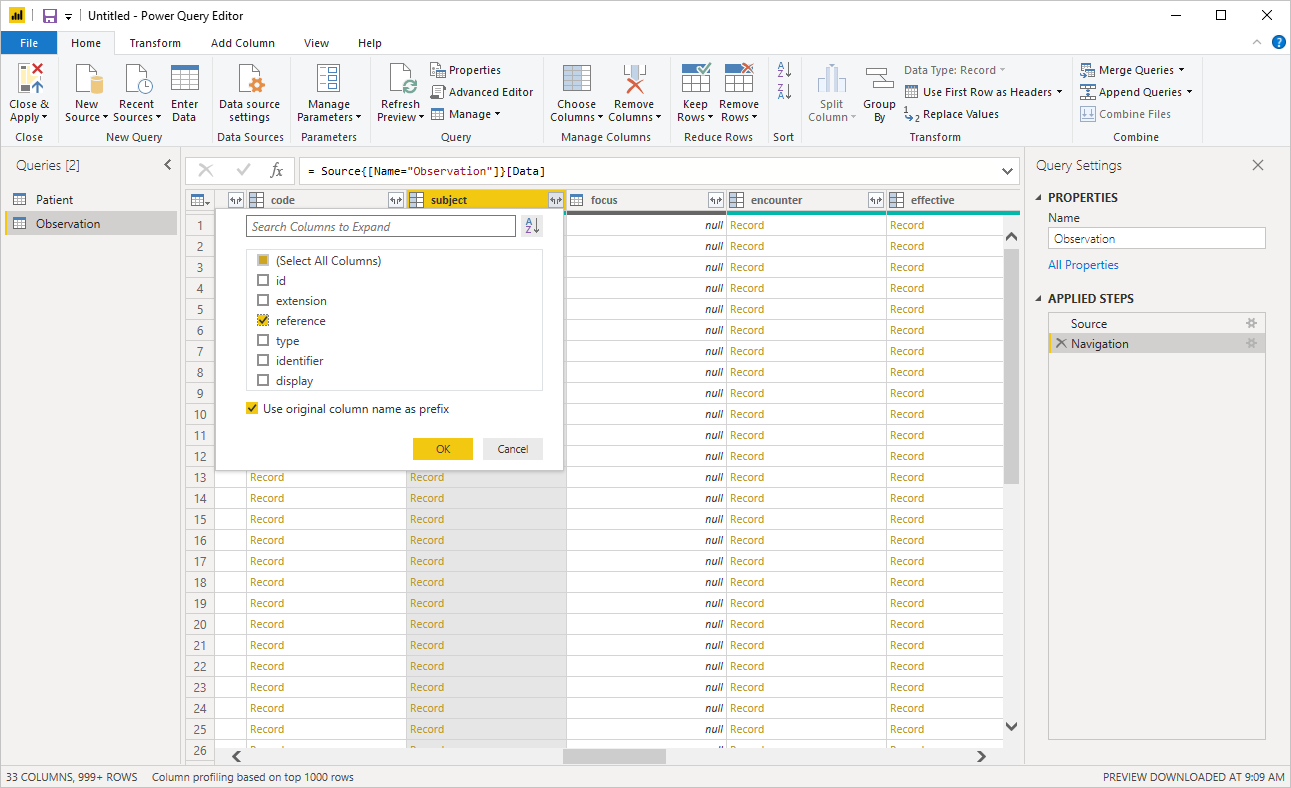 Untitled - Power Query Editor
File Home Transform Add Column View Help
Close & Apply
New Source
Recent Sources
Enter Data
Data source settings
Manage Parameters
Refresh Preview
Properties
Advanced Editor
Manage
Choose Columns
Remove Columns
Keep Rows
Remove Rows
A Z
Z A
Split Column
Group By
Data Type: Record
Use First Row as Headers
1 2 Replace Values
Merge Queries
Append Queries
Combine Files
Close New Query Data Sources Parameters Query Manage Columns Reduce Rows Sort Transform Combine
Queries [2]
Patient
Observation
fx = Source{[Name="Observation"]}[Data]
code subject focus encounter effective
Search Columns to Expand
A Z
(Select All Columns)
id
extension
reference
type
identifier
display
Use original column name as prefix
OK Cancel
1 null Record Record
2 null Record Record
3 null Record Record
4 null Record Record
5 null Record Record
6 null Record Record
7 null Record Record
8 null Record Record
9 null Record Record
10 null Record Record
11 null Record Record
12 null Record Record
13 Record Record null Record Record
14 Record Record null Record Record
15 Record Record null Record Record
16 Record Record null Record Record
17 Record Record null Record Record
18 Record Record null Record Record
19 Record Record null Record Record
20 Record Record null Record Record
21 Record Record null Record Record
22 Record Record null Record Record
23 Record Record null Record Record
24 Record Record null Record Record
25 Record Record null Record Record
26
Query Settings
PROPERTIES
Name
Observation
All Properties
APPLIED STEPS
Source
Navigation
33 COLUMNS, 999+ ROWS Column profiling based on top 1000 rows PREVIEW DOWNLOADED AT 9:09 AM